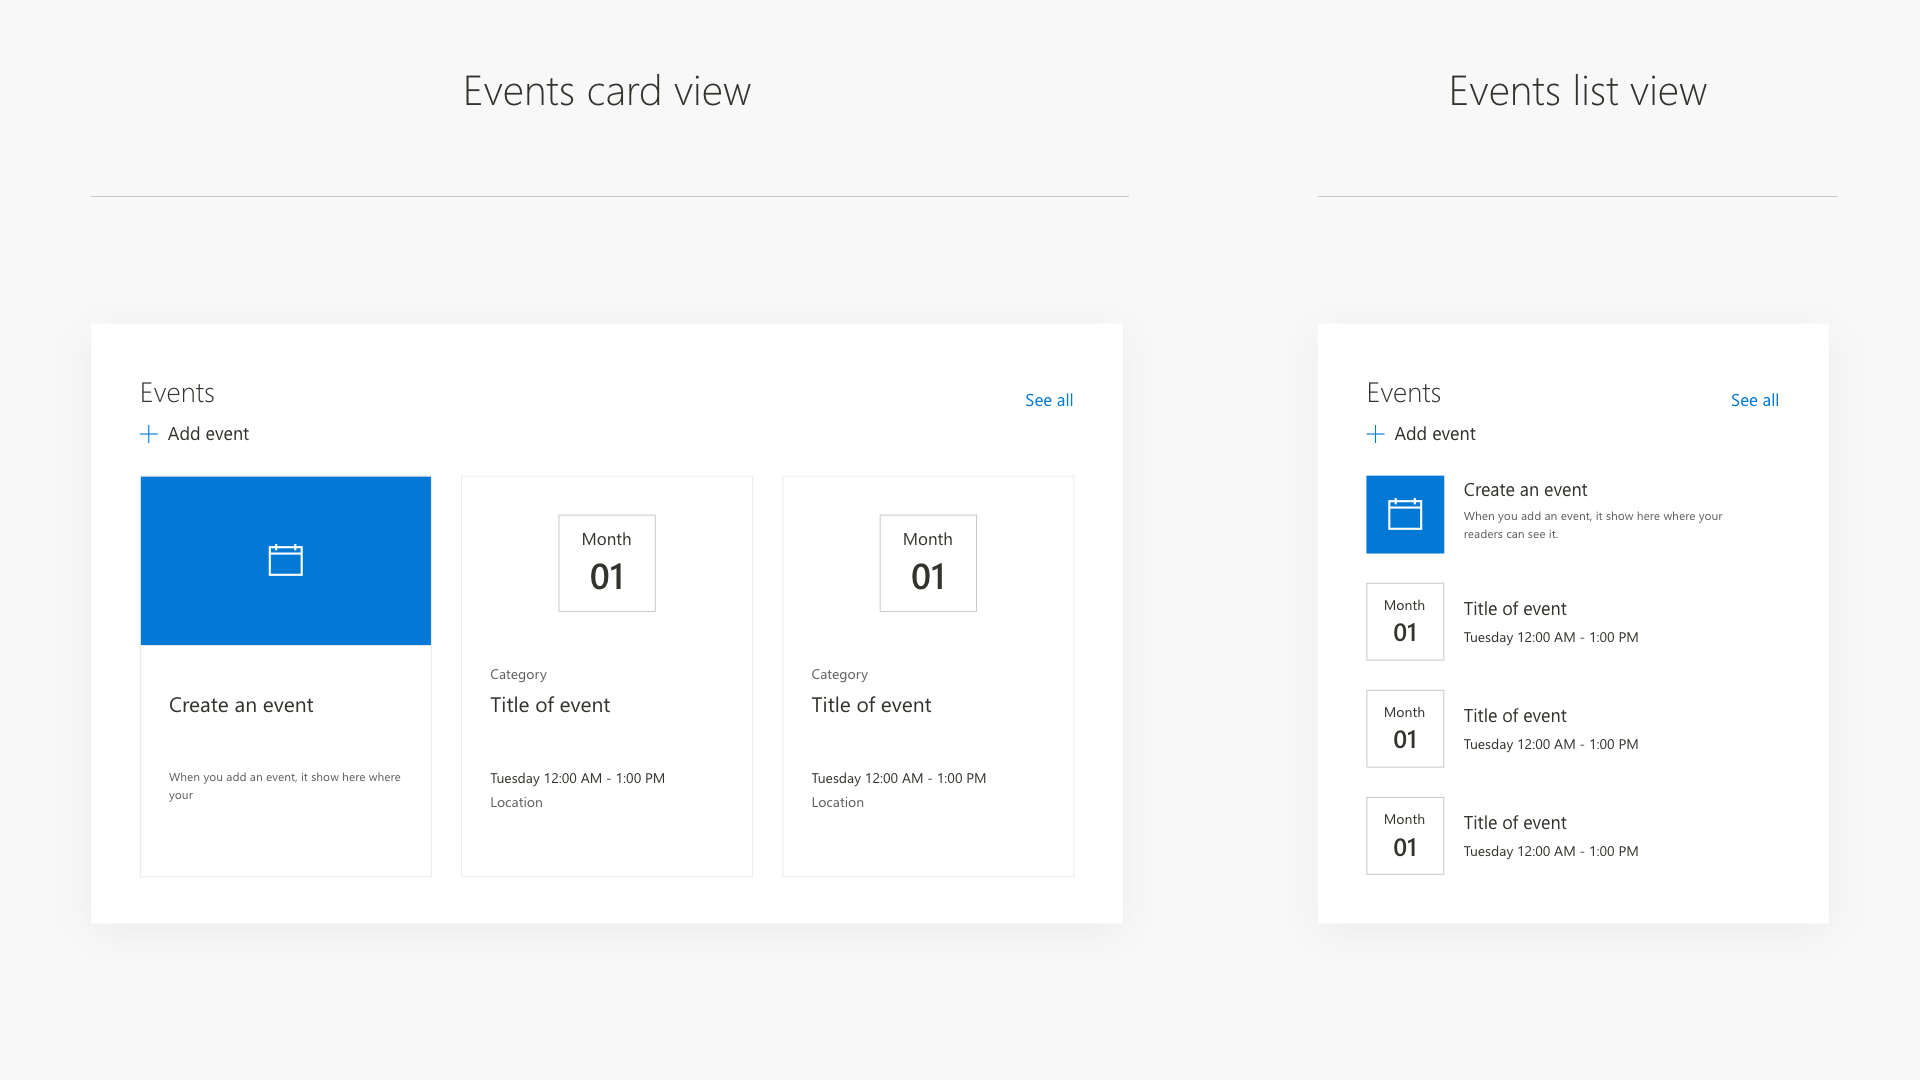 Events card view
Events
See all
Add event
Create an event
When you add an event, it show here where
your
Month
01
Category
Title of event
Tuesday 12:00 AM - 1:00 PM
Location
Month
01
Category
Title of event
Tuesday 12:00 AM - 1:00 PM
Location
Events list view
Events
See all
Add event
Create an event
When you add an event, it show here where your
readers can see it.
Month
01
Title of event
Tuesday 12:00 AM - 1:00 PM
Month
01
Title of event
Tuesday 12:00 AM - 1:00 PM
Month
01
Title of event
Tuesday 12:00 AM - 1:00 PM